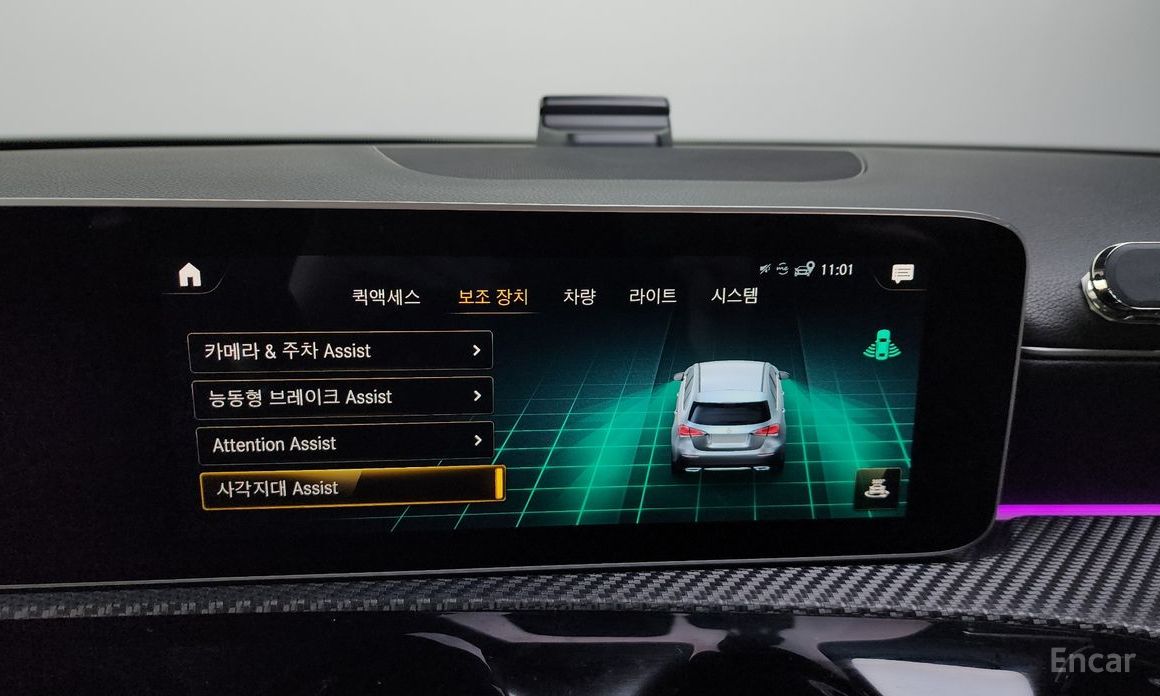 11:01
퀵액세스 보조 장치 차량 라이트 시스템
카메라 & 주차 Assist
능동형 브레이크 Assist
Attention Assist
사각지대 Assist
Encar